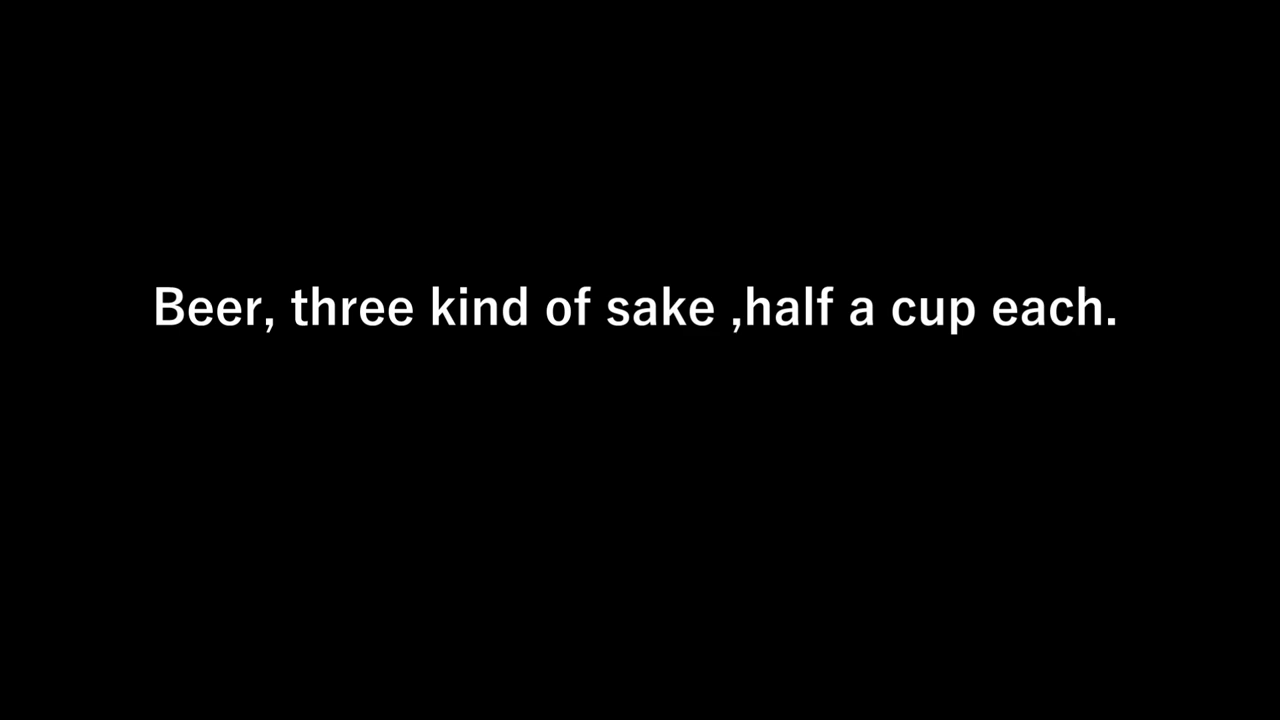 Beer, three kind of sake ,half a cup each.